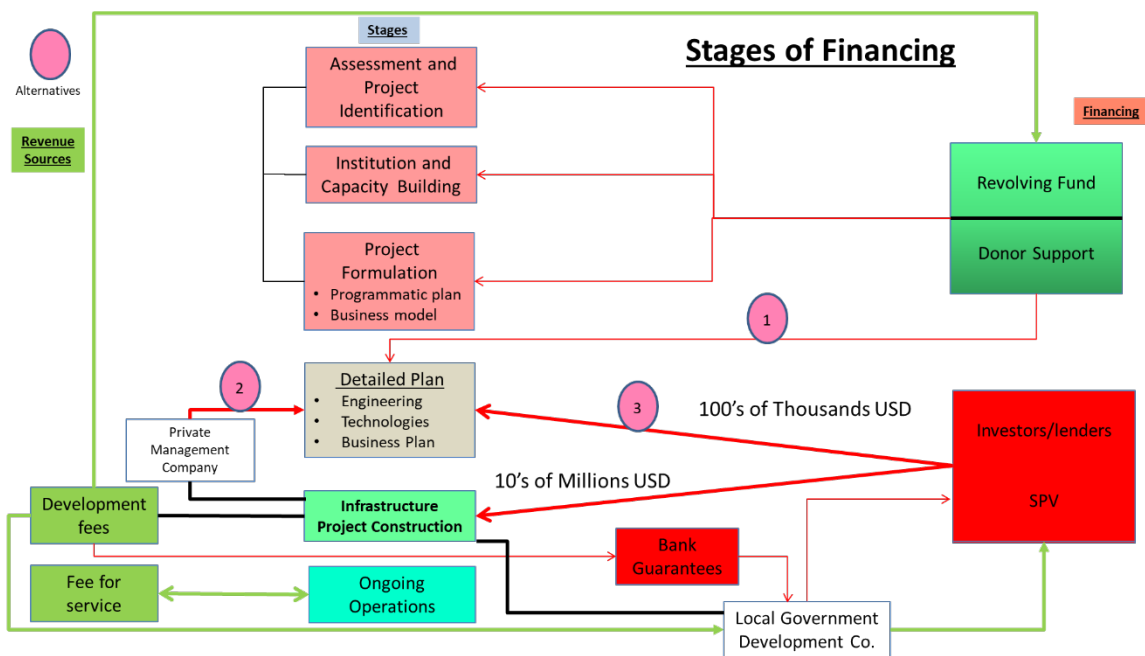 Stages
Stages of Financing
Alternatives
Revenue
Sources
Financing
Assessment and
Project
Identification
Institution and
Capacity Building
Revolving Fund
Donor Support
Project
Formulation
• Programmatic plan
• Business model
1
Detailed Plan
• Engineering
• Technologies
• Business Plan
2
3
100's of Thousands USD
Private
Management
Company
Investors/lenders
SPV
10's of Millions USD
Development
fees
Infrastructure
Project Construction
Bank
Guarantees
Fee for
service
Ongoing
Operations
Local Government
Development Co.